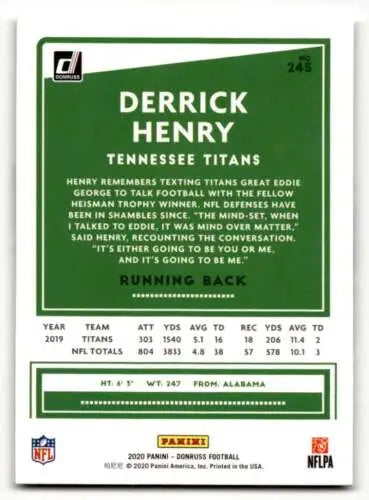 DONRUSS
NO.
245
DERRICK
HENRY
TENNESSEE TITANS
HENRY REMEMBERS TEXTING TITANS GREAT EDDIE
GEORGE TO TALK FOOTBALL WITH THE FELLOW
HEISMAN TROPHY WINNER. NFL DEFENSES HAVE
BEEN IN SHAMBLES SINCE. "THE MIND-SET, WHEN
I TALKED TO EDDIE, IT WAS MIND OVER MATTER,"
SAID HENRY, RECOUNTING THE CONVERSATION.
"IT'S EITHER GOING TO BE YOU OR ME,
AND IT'S GOING TO BE ME."
RUNNING BACK
YEAR TEAM ATT YDS AVG TD REC YDS AVG TD
2019 TITANS 303 1540 5.1 16 18 206 11.4 2
NFL TOTALS 804 3833 4.8 38 57 578 10.1 3
HT: 6' 3" WT: 247 FROM: ALABAMA
NFL
PANINI
2020 PANINI - DONRUSS FOOTBALL
© 2020 Panini America, Inc. Printed in the USA.
NFLPA